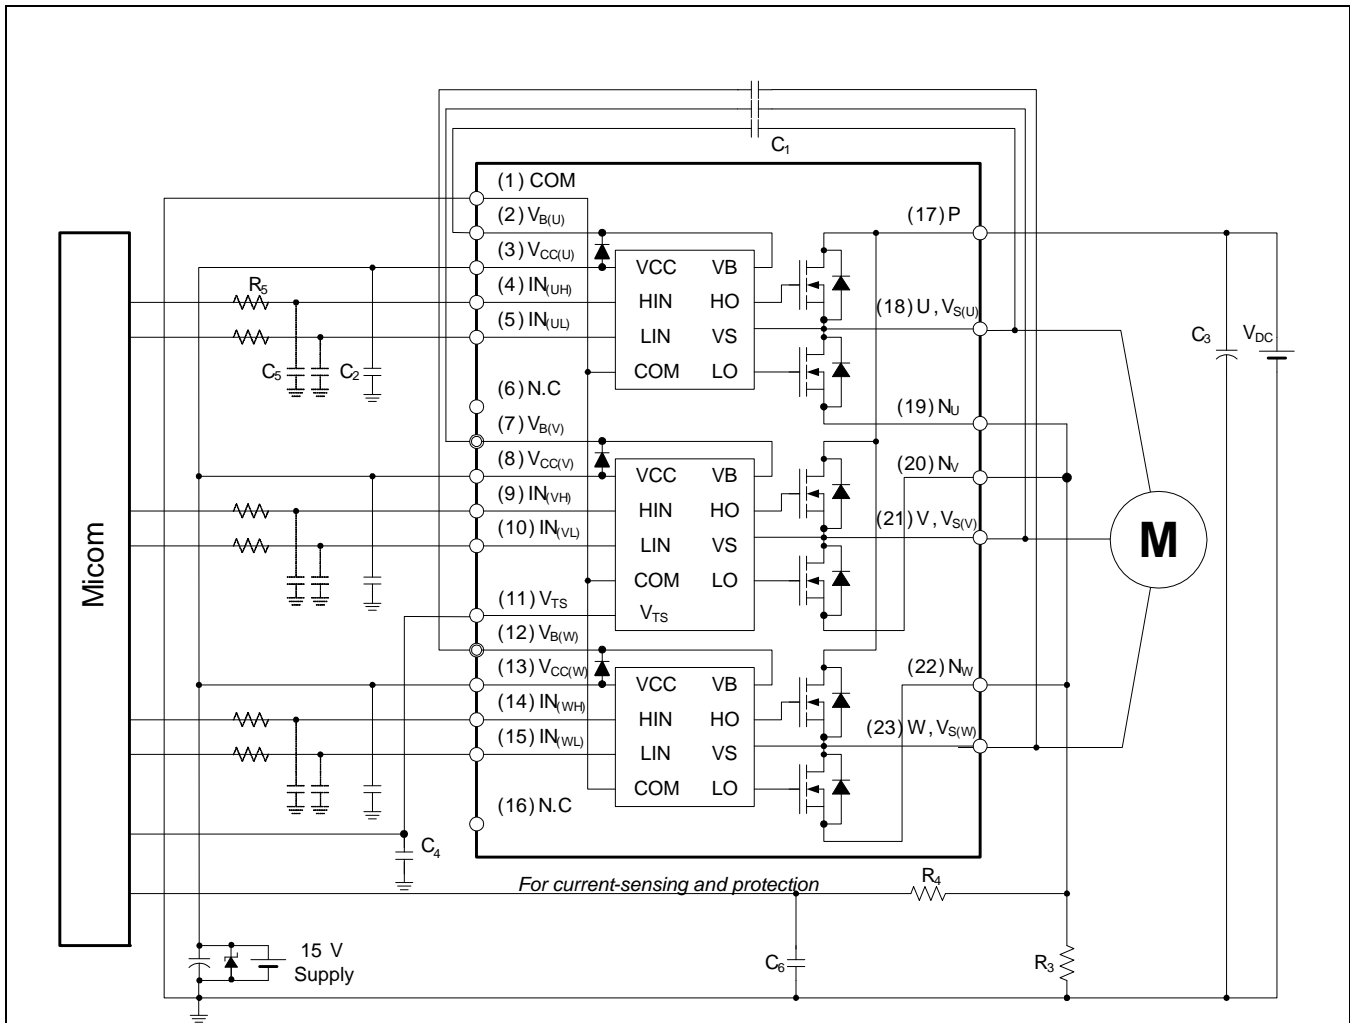 C1
(1) COM
(2) VB(U)
(3) VCC(U)
(4) IN(UH)
(5) IN(UL)
(6) N.C
(7) VB(V)
(8) VCC(V)
(9) IN(VH)
(10) IN(VL)
(11) VTS
(12) VB(W)
(13) VCC(W)
(14) IN(WH)
(15) IN(WL)
(16) N.C
VCC VB
HIN HO
LIN VS
COM LO
VCC VB
HIN HO
LIN VS
COM LO
VTS
VCC VB
HIN HO
LIN VS
COM LO
(17) P
(18) U, VS(U)
(19) NU
(20) NV
(21) V, VS(V)
(22) NW
(23) W, VS(W)
Micom
R5
C5
C2
C3
VDC
M
C4
For current-sensing and protection
R4
15 V
Supply
C6
R3